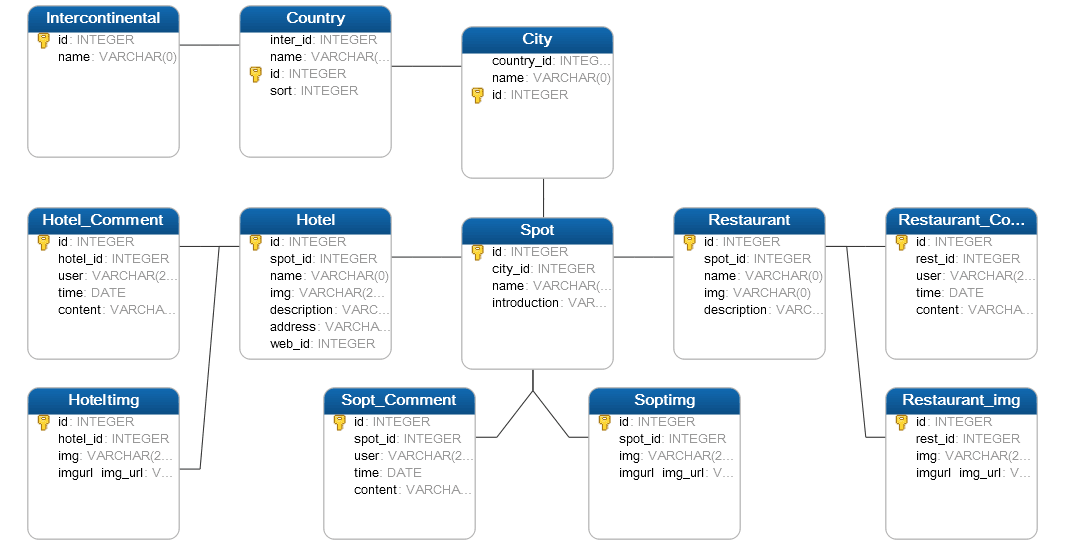 Intercontinental
id: INTEGER
name: VARCHAR(0)
Country
inter_id: INTEGER
name: VARCHAR(...
id: INTEGER
sort: INTEGER
City
country_id: INTEG...
name: VARCHAR(0)
id: INTEGER
Hotel_Comment
id: INTEGER
hotel_id: INTEGER
user: VARCHAR(2...
time: DATE
content: VARCHA...
Hotel
id: INTEGER
spot_id: INTEGER
name: VARCHAR(0)
img: VARCHAR(2...
description: VARC...
address: VARCHA...
web_id: INTEGER
Spot
id: INTEGER
city_id: INTEGER
name: VARCHAR(...
introduction: VAR...
Restaurant
id: INTEGER
spot_id: INTEGER
name: VARCHAR(0)
img: VARCHAR(0)
description: VARC...
Restaurant_Co...
id: INTEGER
rest_id: INTEGER
user: VARCHAR(2...
time: DATE
content: VARCHA...
Hoteltimg
id: INTEGER
hotel_id: INTEGER
img: VARCHAR(2...
imgurl img_url: V...
Sopt_Comment
id: INTEGER
spot_id: INTEGER
user: VARCHAR(2...
time: DATE
content: VARCHA...
Soptimg
id: INTEGER
spot_id: INTEGER
img: VARCHAR(2...
imgurl img_url: V...
Restaurant_img
id: INTEGER
rest_id: INTEGER
img: VARCHAR(2...
imgurl img_url: V...